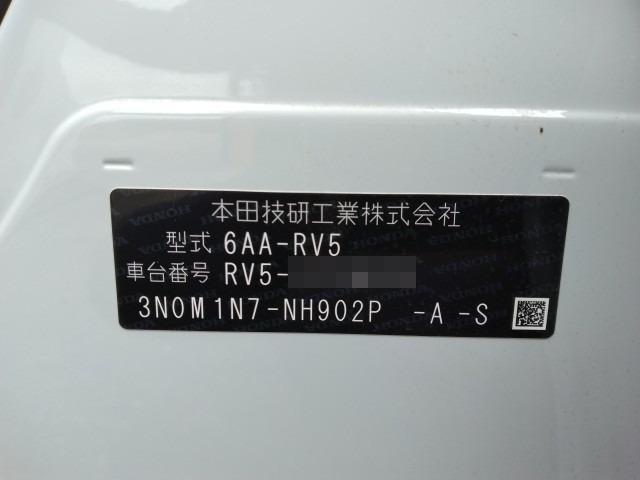 本田技研工業株式会社
型式 6AA-RV5
車台番号 RV5-
3N0M1N7-NH902P -A -S